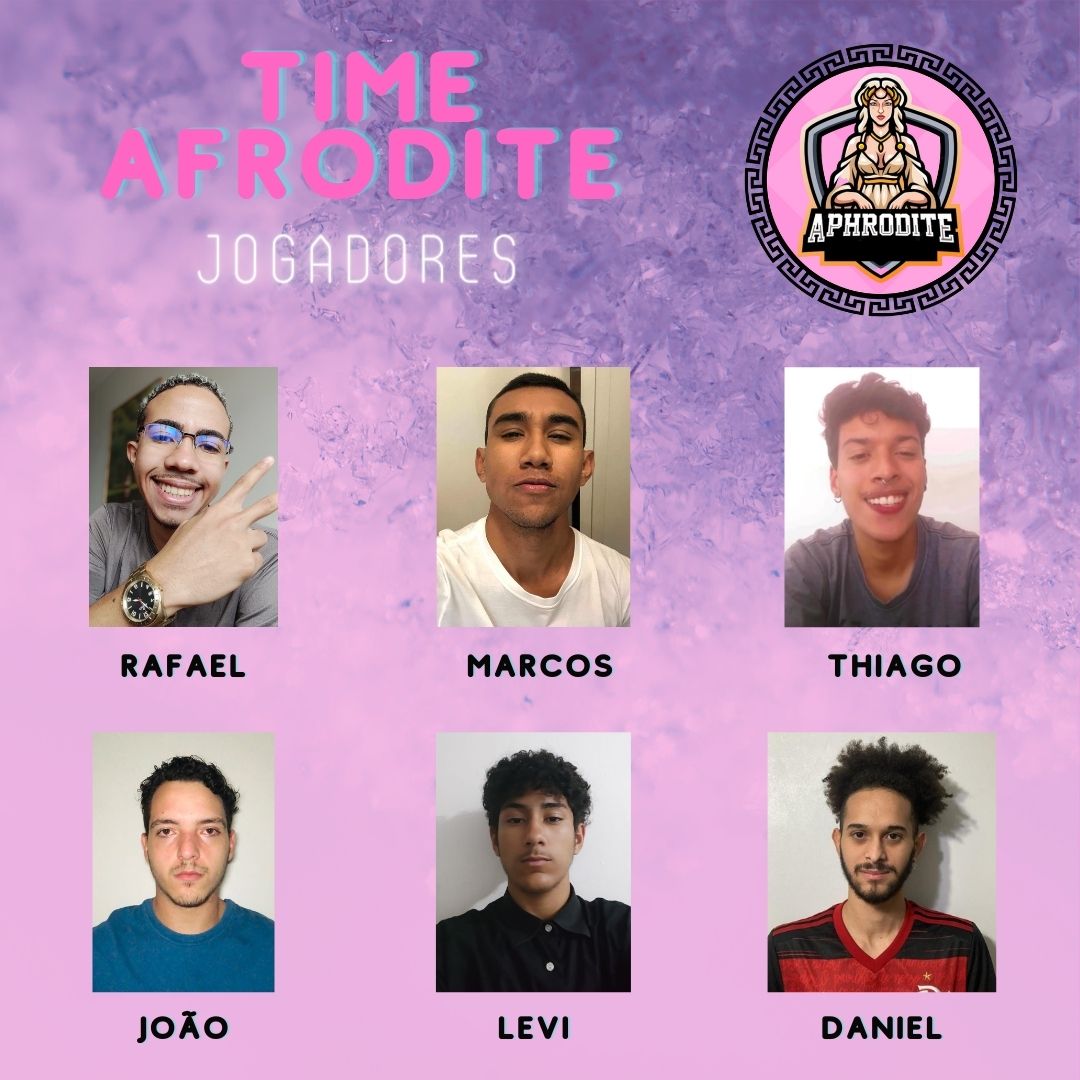 TIME
AFRODITE
JOGADORES
APHRODITE
RAFAEL
MARCOS
THIAGO
JOÃO
LEVI
DANIEL